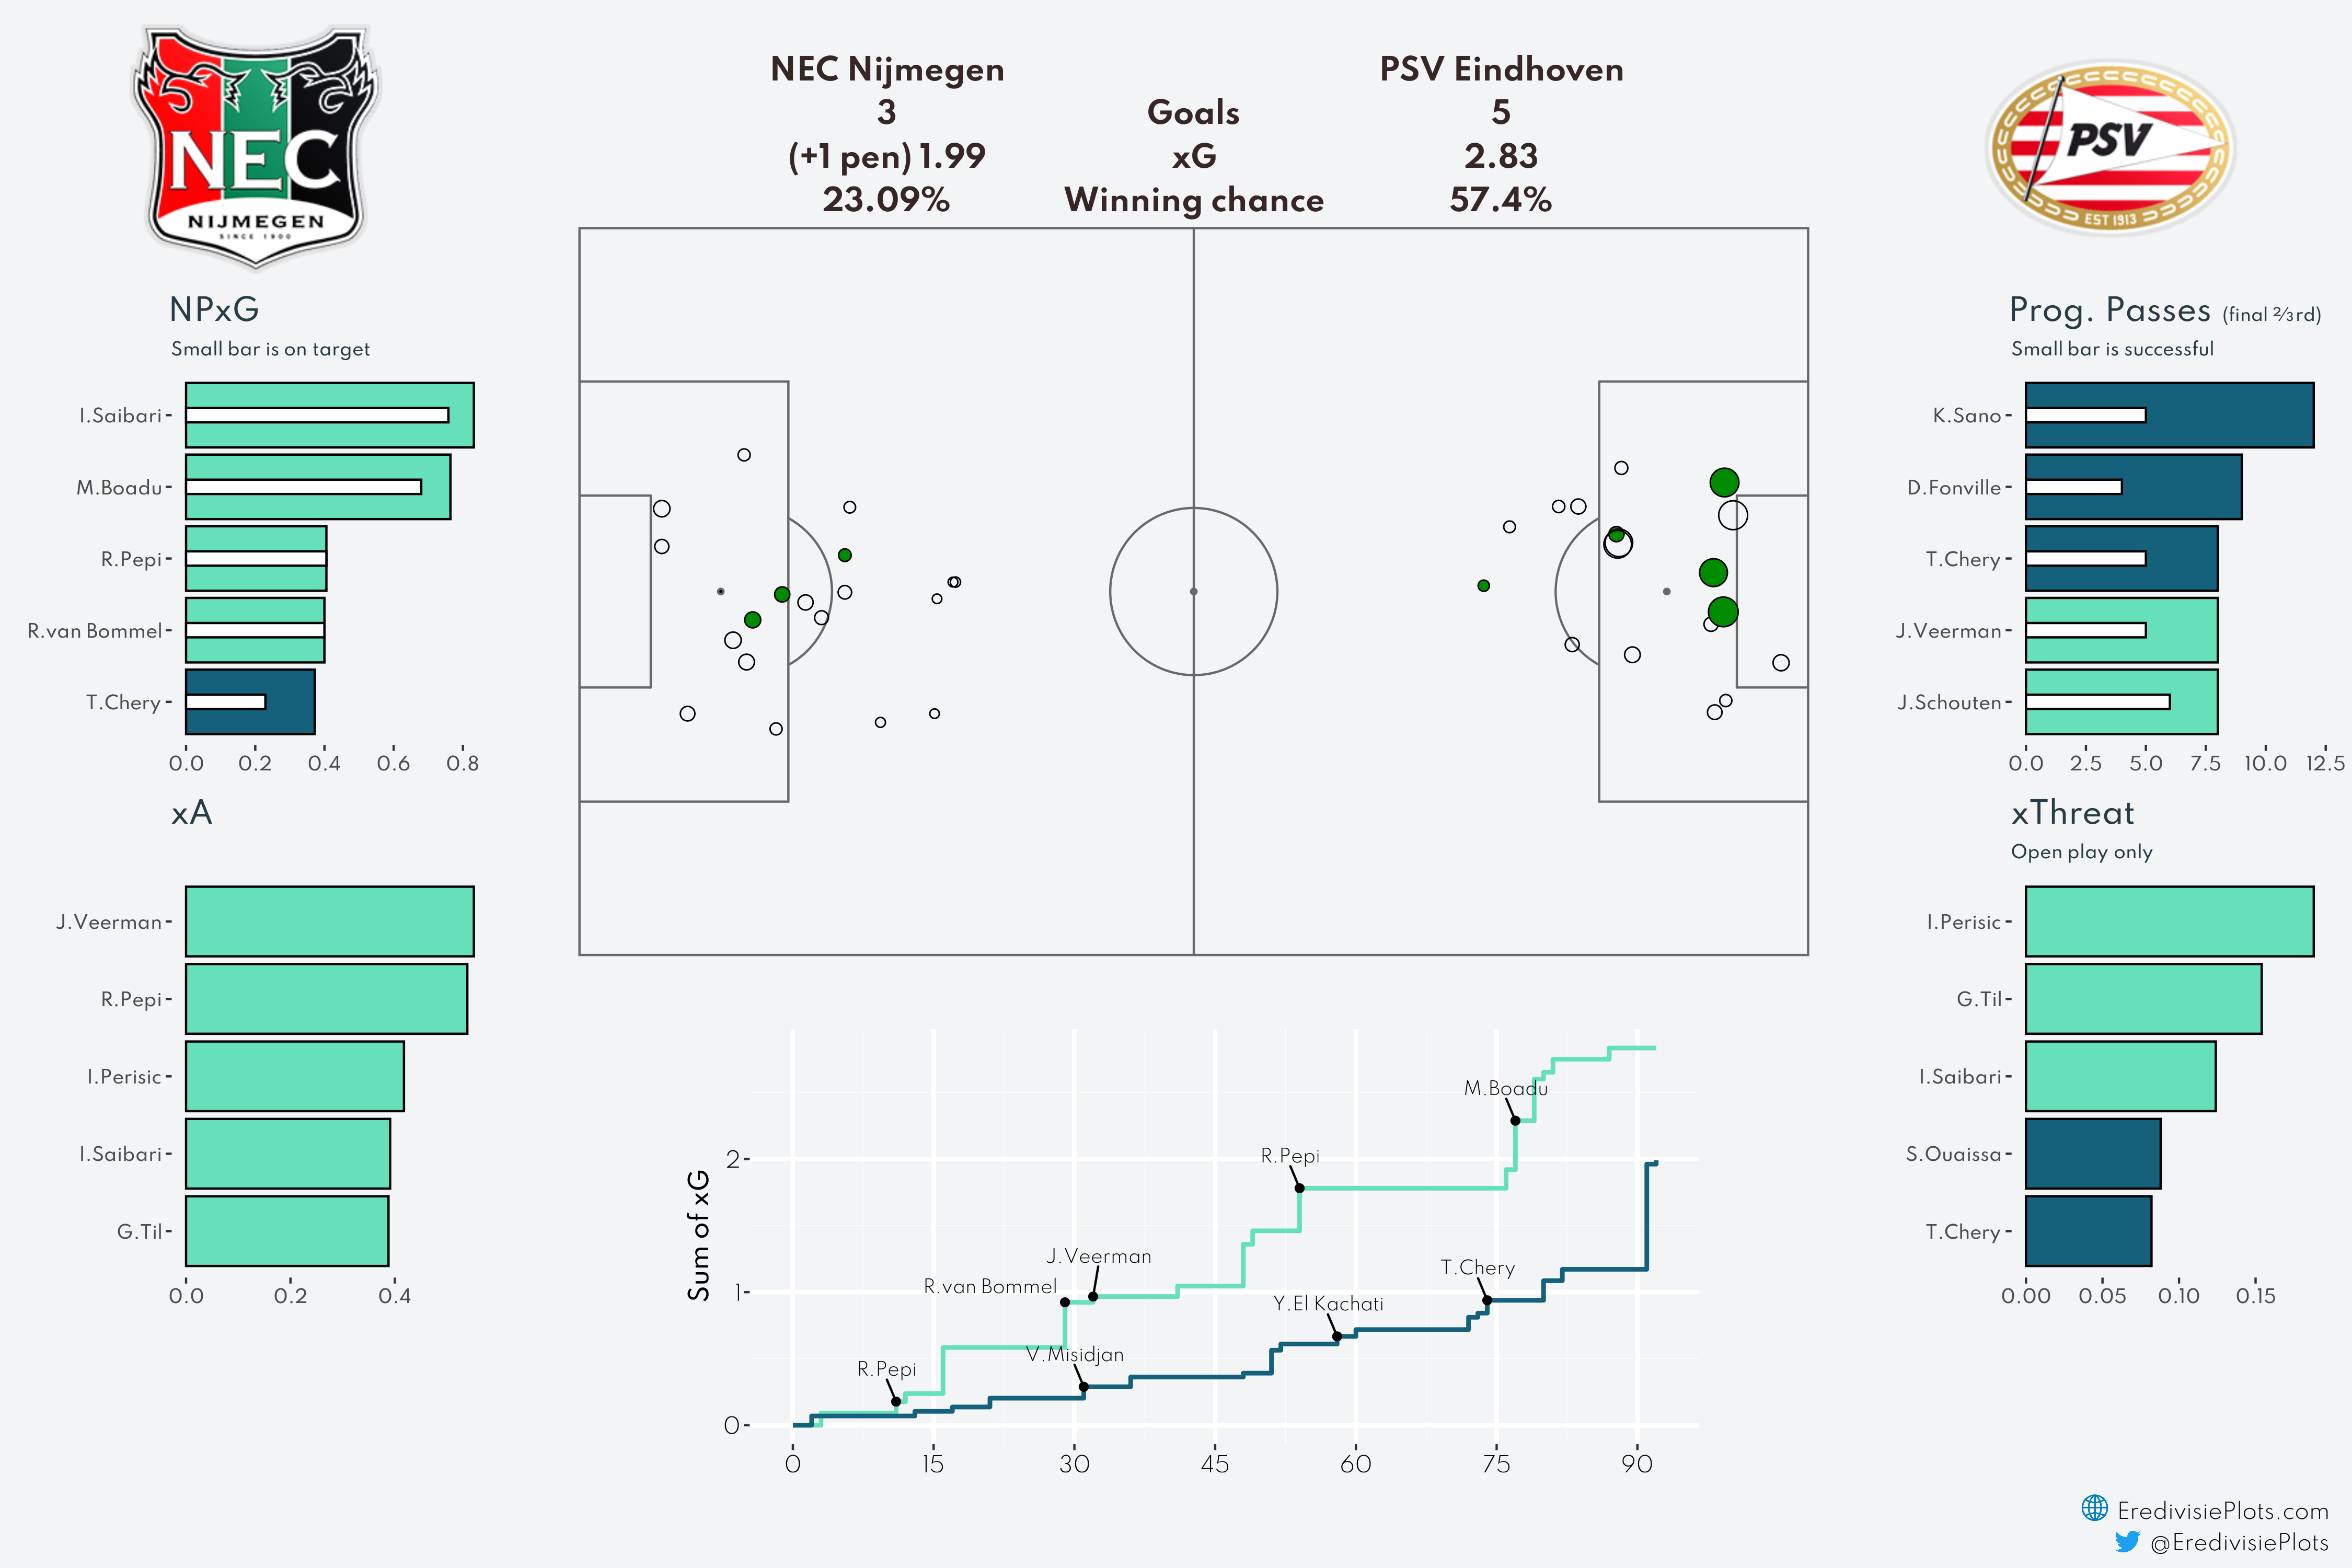 NEC
NIJMEGEN
SINCE 1900
NEC Nijmegen PSV Eindhoven
3 Goals 5
(+1 pen) 1.99 xG 2.83
23.09% Winning chance 57.4%
PSV
EST 1913
NPxG
Small bar is on target
I.Saibari
M.Boadu
R.Pepi
R.van Bommel
T.Chery
0.0 0.2 0.4 0.6 0.8
xA
J.Veerman
R.Pepi
I.Perisic
I.Saibari
G.Til
0.0 0.2 0.4
Sum of xG
2
1
0
M.Boadu
R.Pepi
J.Veerman
R.van Bommel
T.Chery
Y.El Kachati
V.Misidjan
R.Pepi
0 15 30 45 60 75 90
Prog. Passes (final ⅔rd)
Small bar is successful
K.Sano
D.Fonville
T.Chery
J.Veerman
J.Schouten
0.0 2.5 5.0 7.5 10.0 12.5
xThreat
Open play only
I.Perisic
G.Til
I.Saibari
S.Ouaissa
T.Chery
0.00 0.05 0.10 0.15
EredivisiePlots.com
@EredivisiePlots